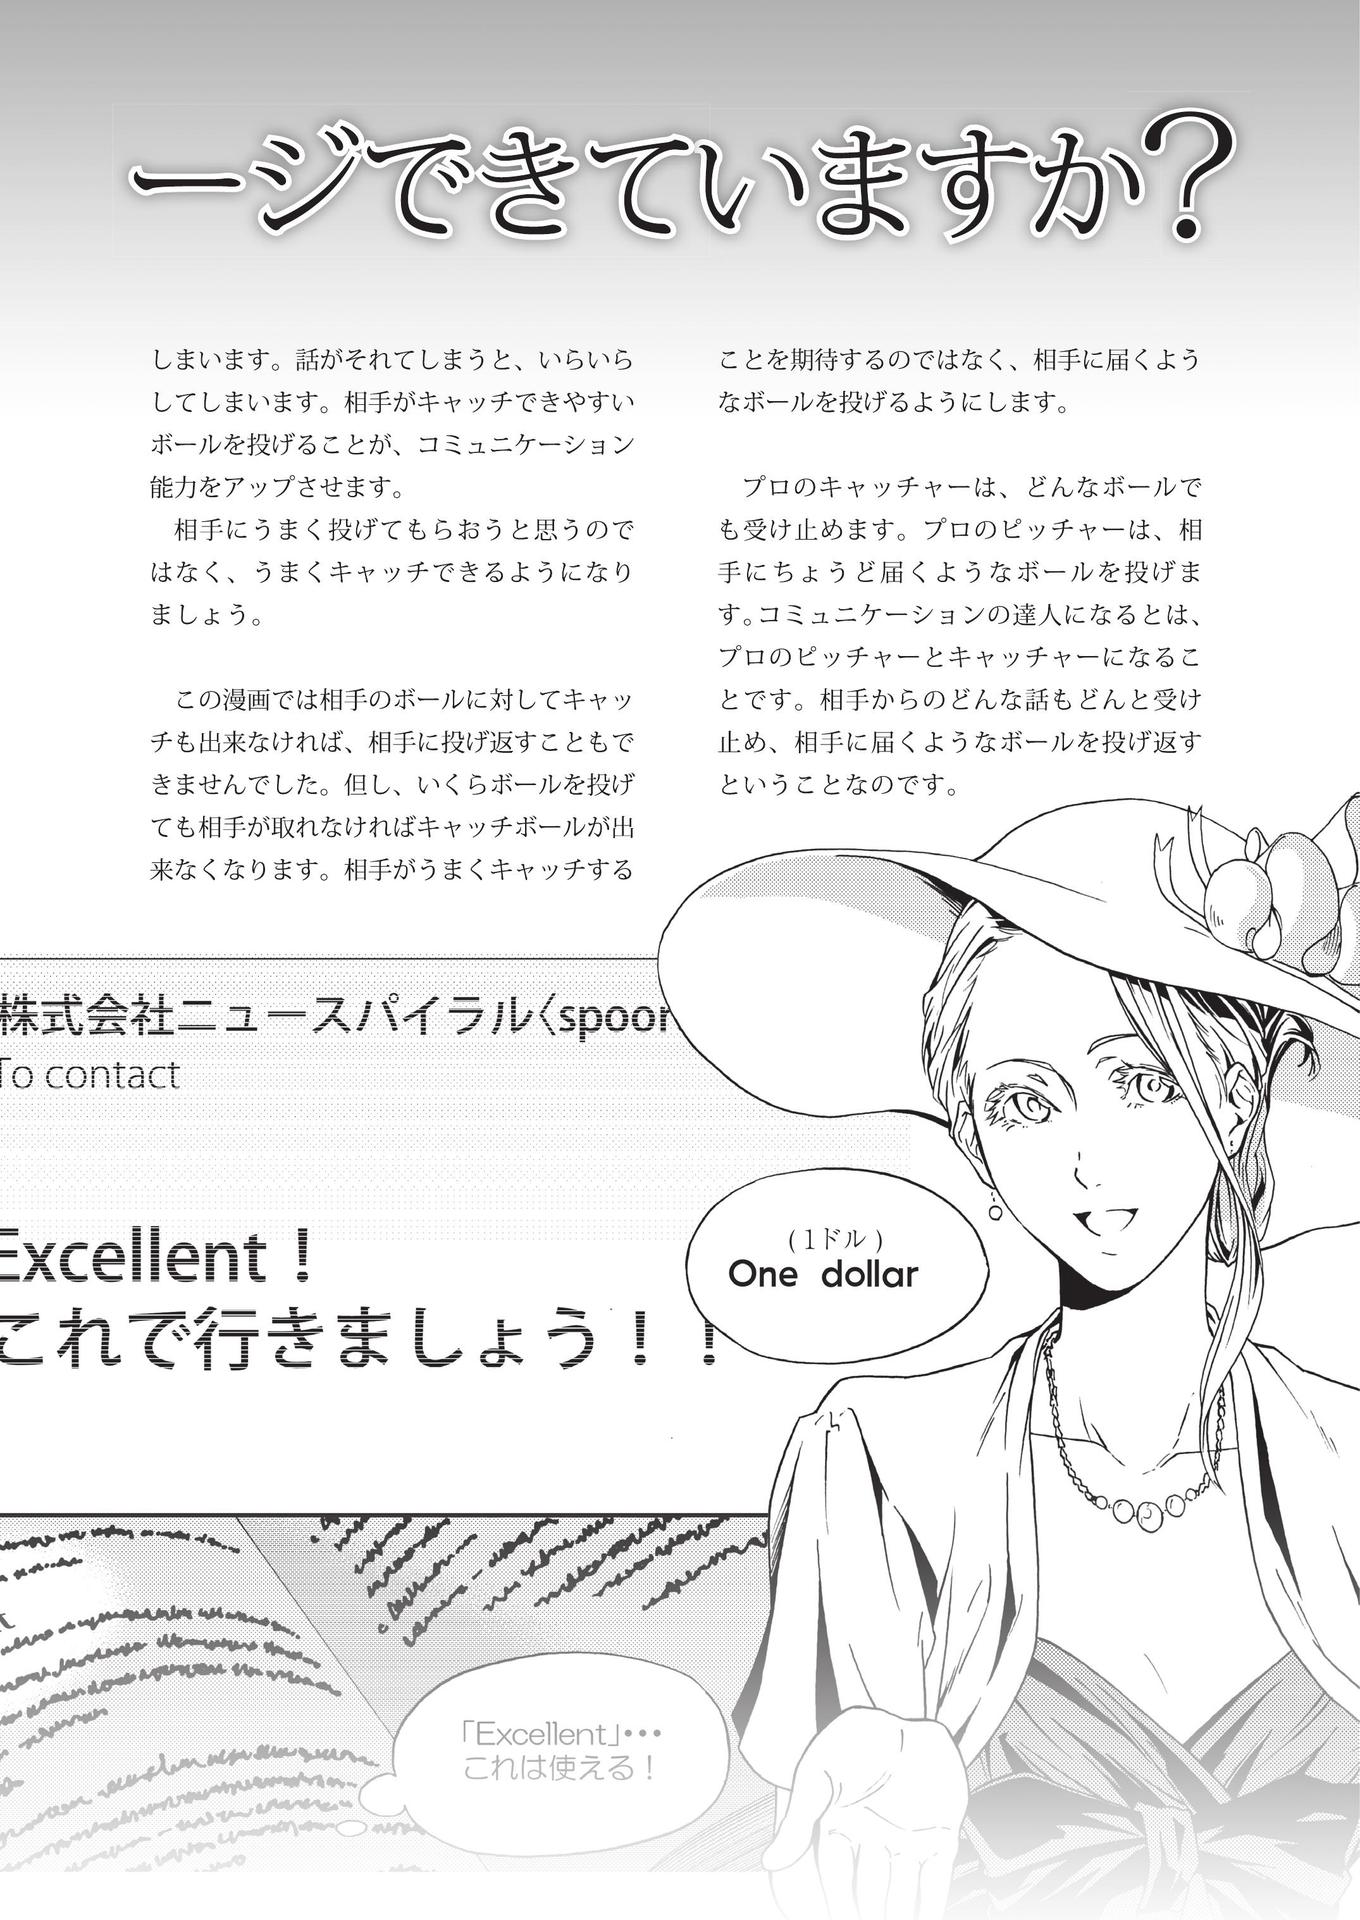 ージできていますか?
しまいます。話がそれてしまうと、いらいら
してしまいます。相手がキャッチできやすい
ボールを投げることが、コミュニケーション
能力をアップさせます。
相手にうまく投げてもらおうと思うので
はなく、うまくキャッチできるようになり
ましょう。
この漫画では相手のボールに対してキャッ
チも出来なければ、相手に投げ返すこともで
きませんでした。但し、いくらボールを投げ
ても相手が取れなければキャッチボールが出
来なくなります。相手がうまくキャッチする
ことを期待するのではなく、相手に届くよう
なボールを投げるようにします。
プロのキャッチャーは、どんなボールで
も受け止めます。プロのピッチャーは、相
手にちょうど届くようなボールを投げま
す。コミュニケーションの達人になるとは、
プロのピッチャーとキャッチャーになるこ
とです。相手からのどんな話もどんと受け
止め、相手に届くようなボールを投げ返す
ということなのです。
株式会社ニュースパイラル〈spoon
To contact
Excellent！
これで行きましょう！！
(1ドル)
One dollar
「Excellent」･･･
これは使える！